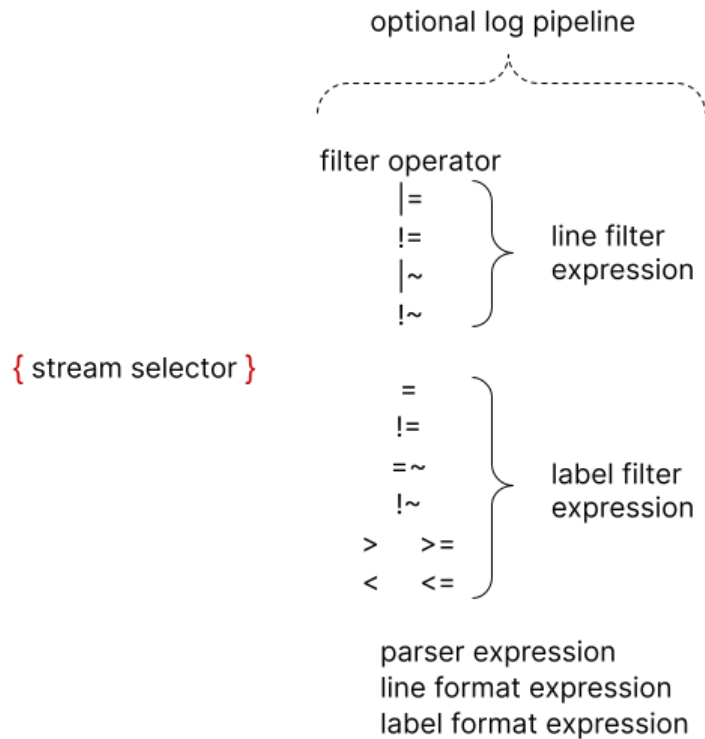 optional log pipeline
filter operator
|=
!=
|~
!~
line filter
expression
{ stream selector }
=
!=
=~
!~
> >=
< <=
label filter
expression
parser expression
line format expression
label format expression